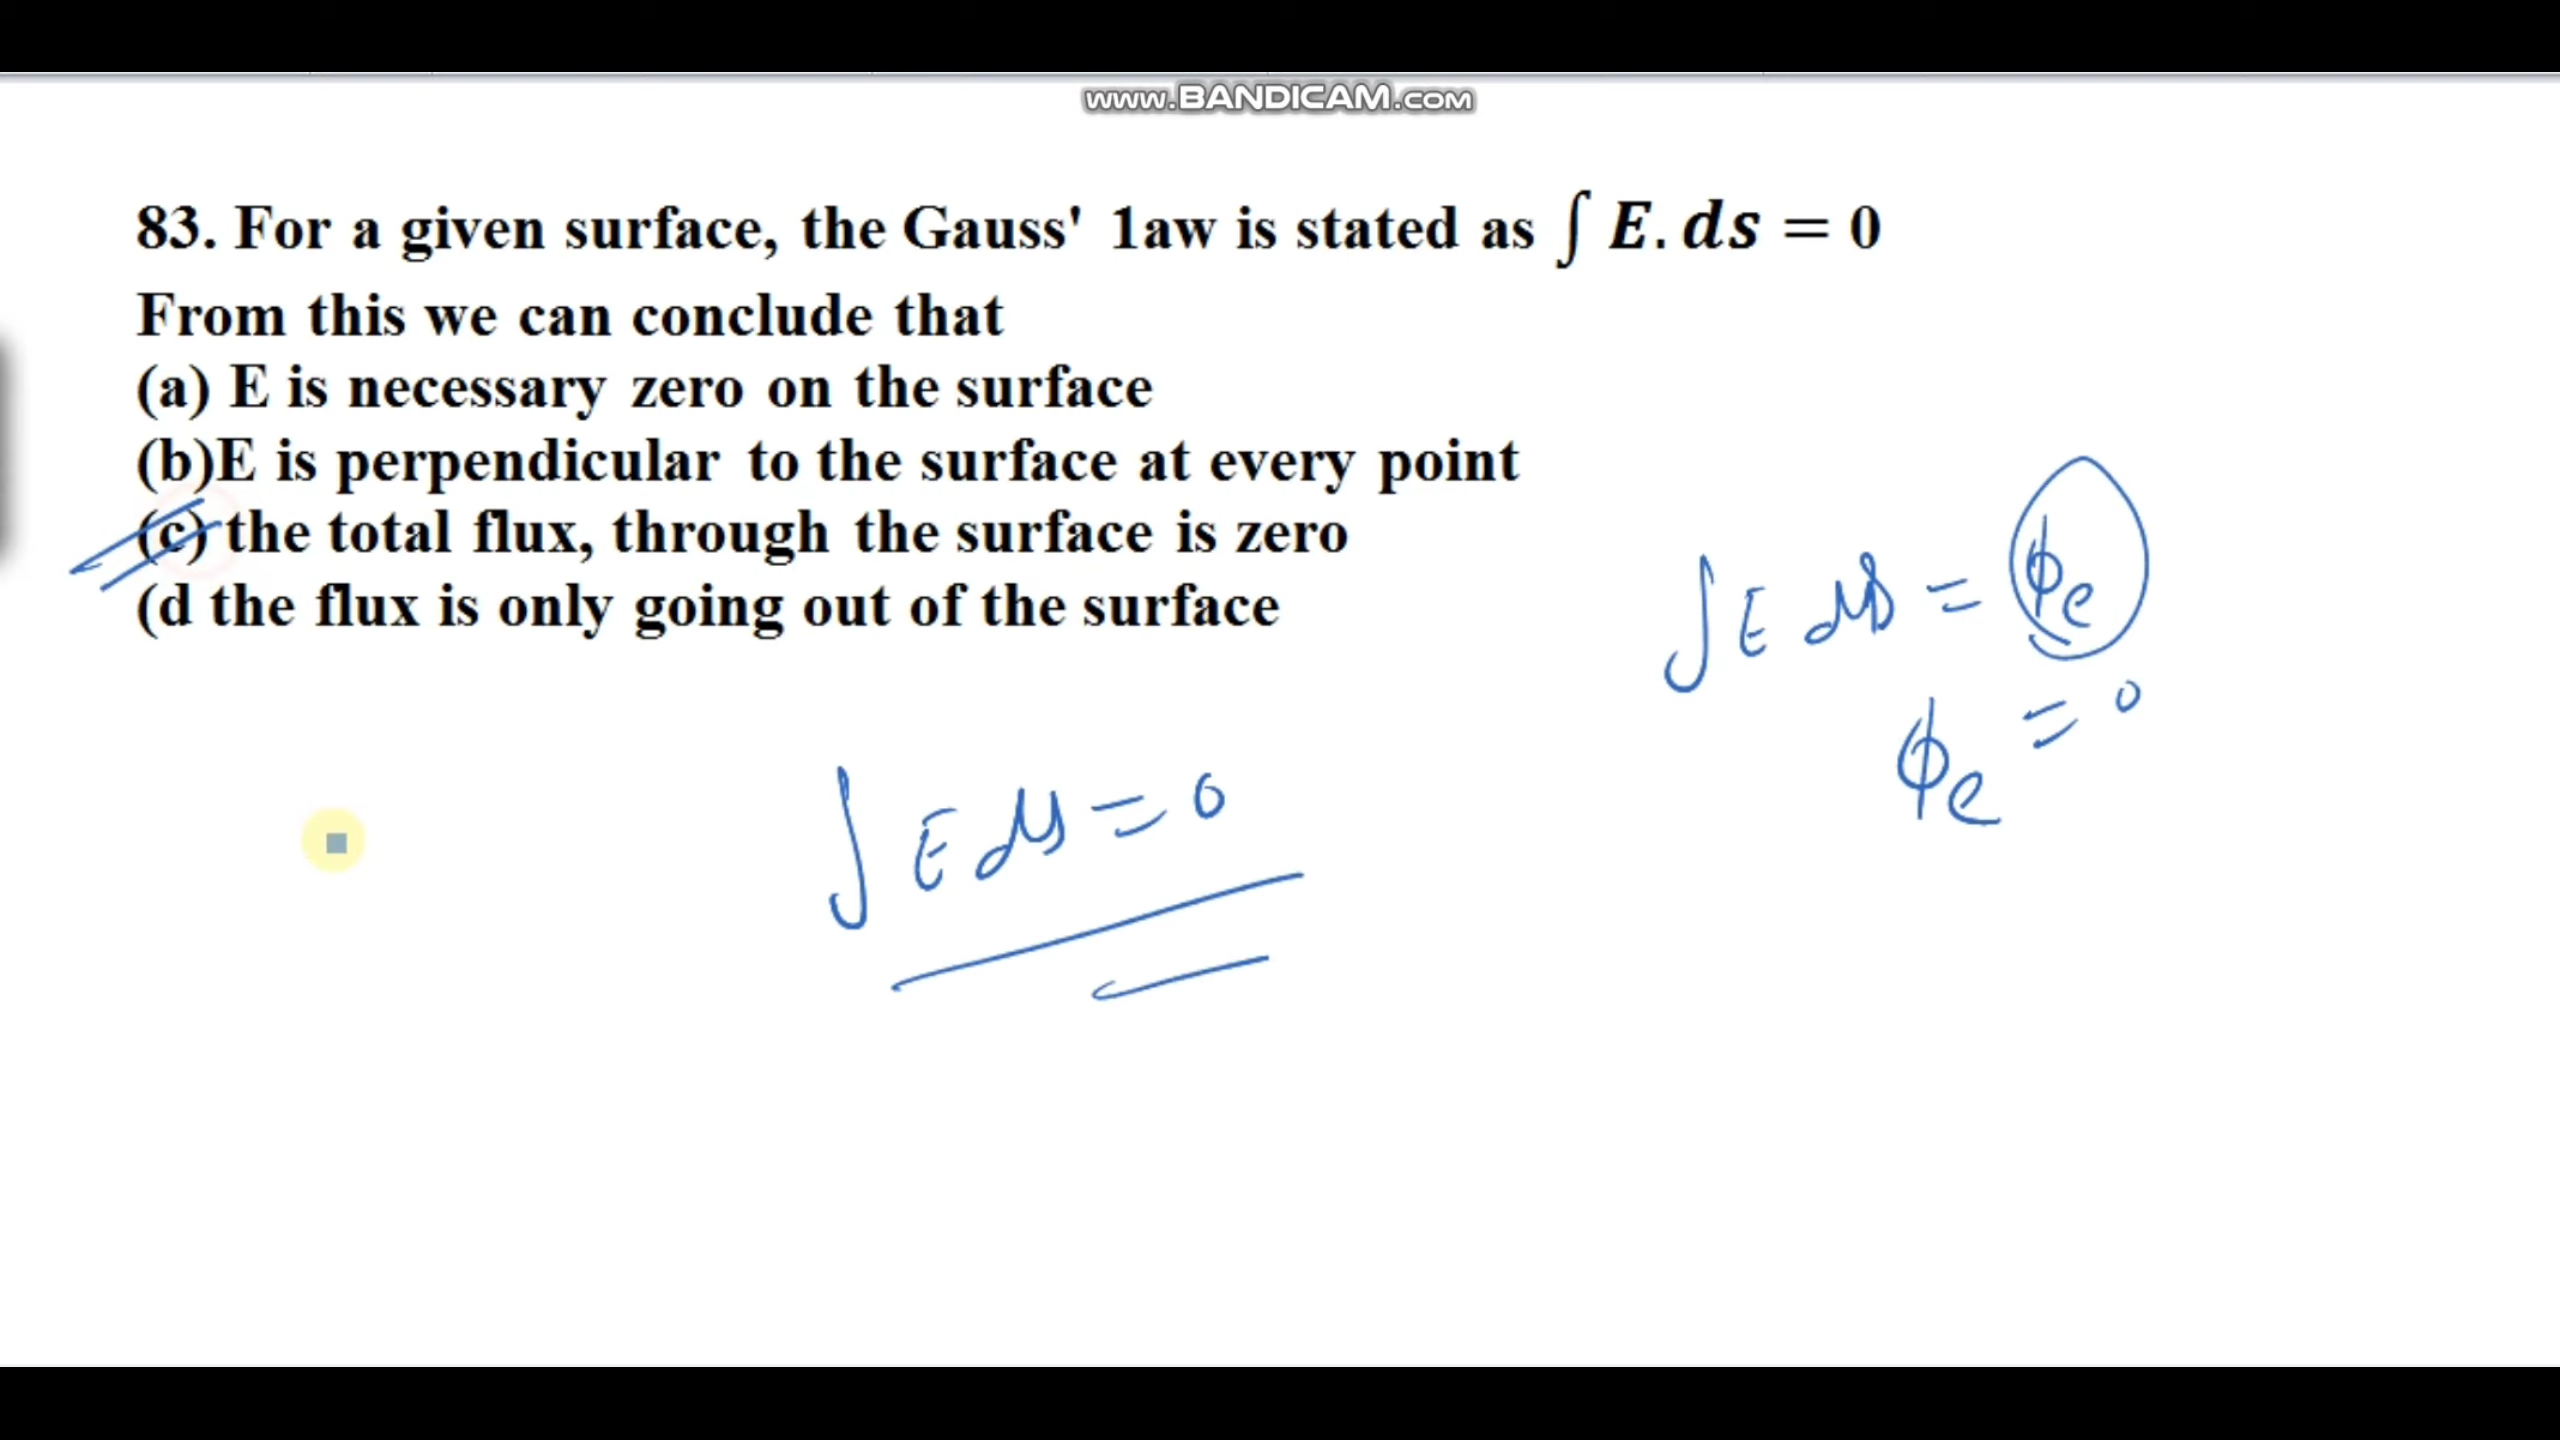 www.BANDICAM.com
83. For a given surface, the Gauss' 1aw is stated as ∫ E. ds = 0
From this we can conclude that
(a) E is necessary zero on the surface
(b)E is perpendicular to the surface at every point
(c) the total flux, through the surface is zero
(d the flux is only going out of the surface
∫ E ds = ϕe
ϕe = 0
∫ E ds = 0